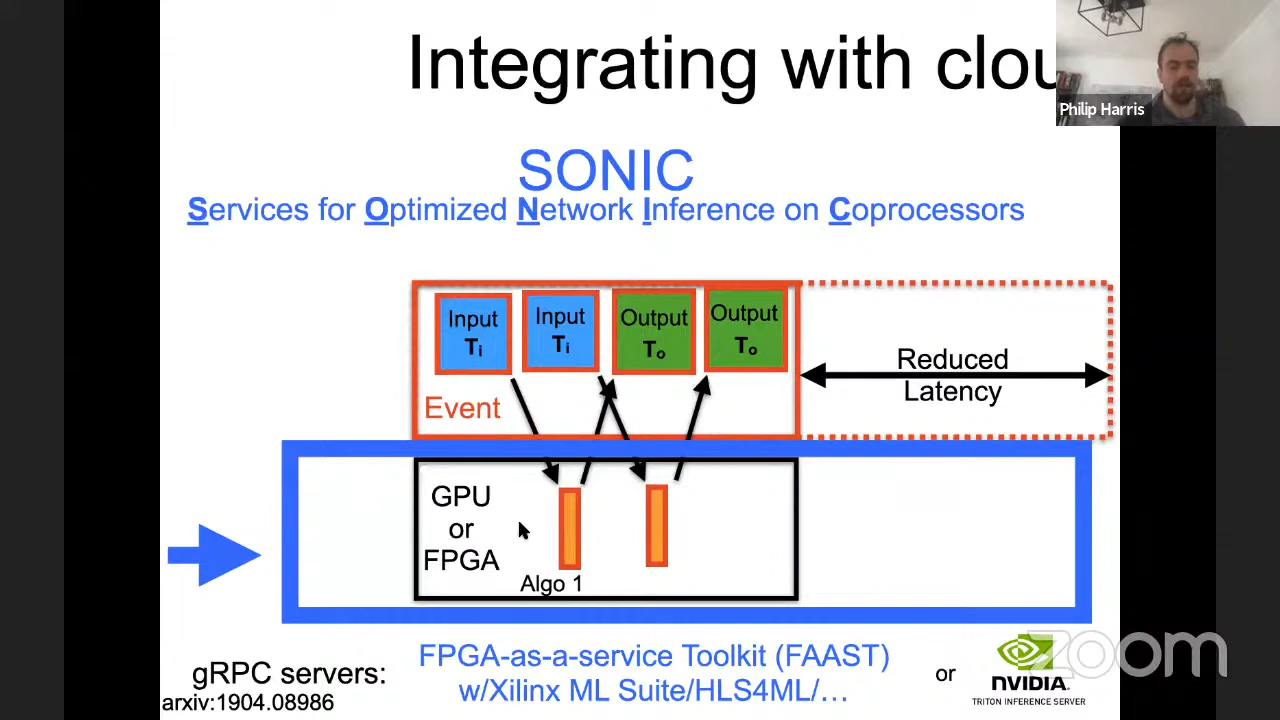 Integrating with clou
Philip Harris
SONIC
Services for Optimized Network Inference on Coprocessors
Input
Ti
Input
Ti
Output
To
Output
To
Reduced
Latency
Event
GPU
or
FPGA
Algo 1
gRPC servers:
FPGA-as-a-service Toolkit (FAAST)
w/Xilinx ML Suite/HLS4ML/...
or
NVIDIA.
TRITON INFERENCE SERVER
arxiv:1904.08986
zoom